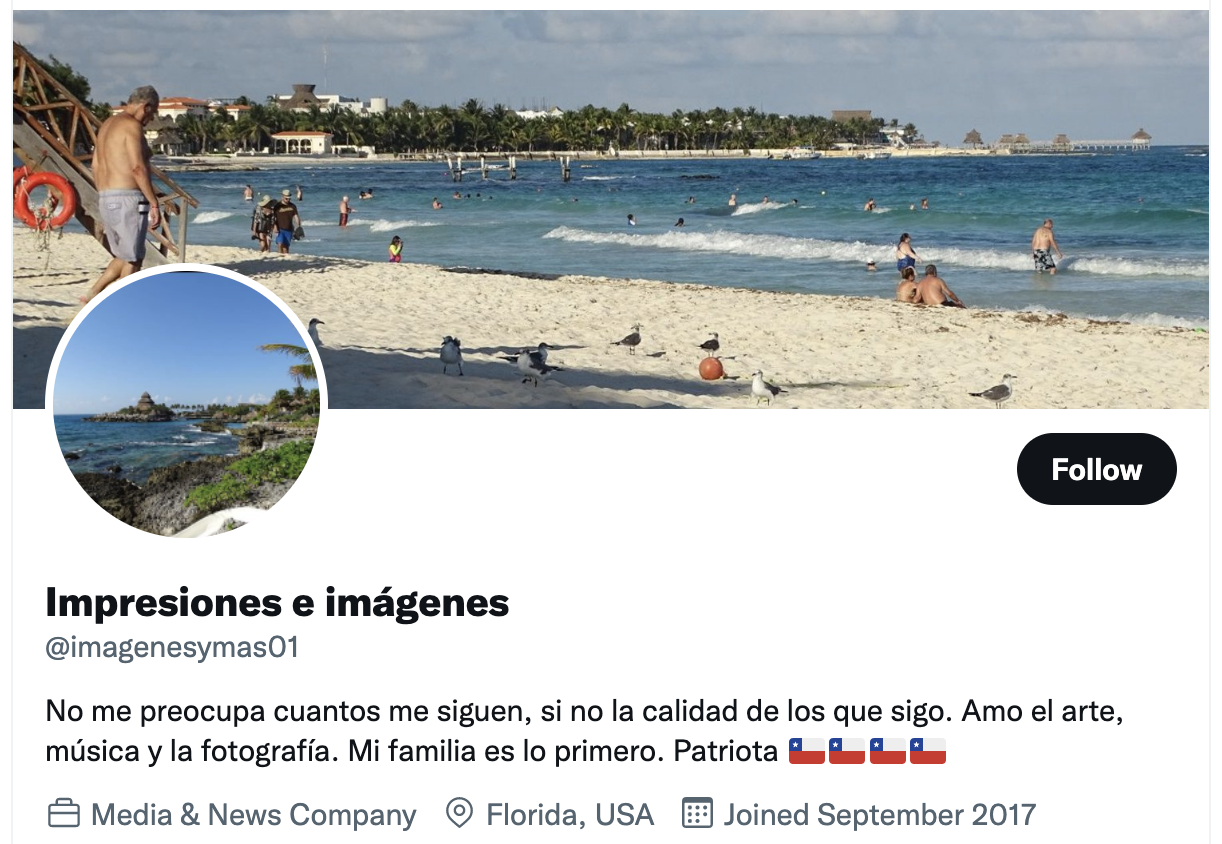 Follow
Impresiones e imágenes
@imagenesymas01
No me preocupa cuantos me siguen, si no la calidad de los que sigo. Amo el arte,
música y la fotografía. Mi familia es lo primero. Patriota 🇨🇱🇨🇱🇨🇱🇨🇱
Media & News Company Florida, USA Joined September 2017